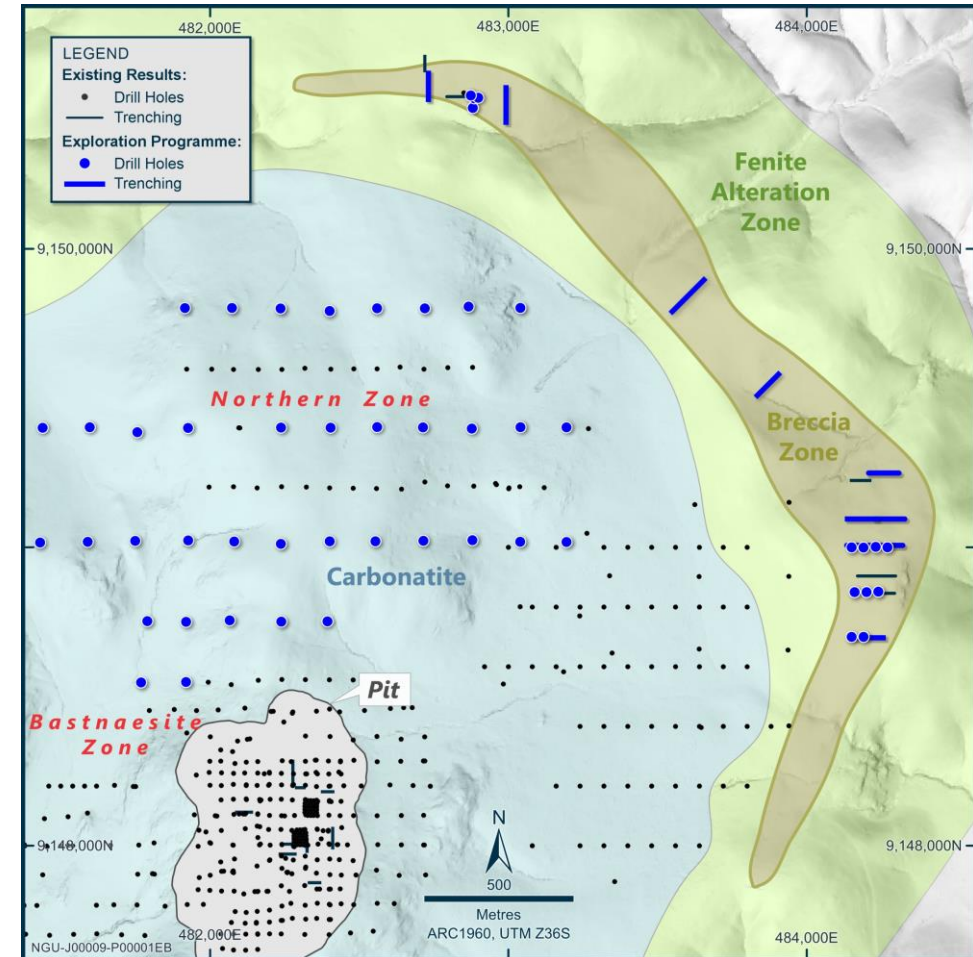 482,000E
483,000E
484,000E
LEGEND
Existing Results:
Drill Holes
Trenching
Exploration Programme:
Drill Holes
Trenching
Fenite
Alteration
Zone
9,150,000N
9,150,000N
Northern Zone
Breccia
Zone
Carbonatite
Pit
Bastnaesite
Zone
N
9,148,000N
9,148,000N
500
Metres
ARC1960, UTM Z36S
482,000E
484,000E
NGU-J00009-P00001EB